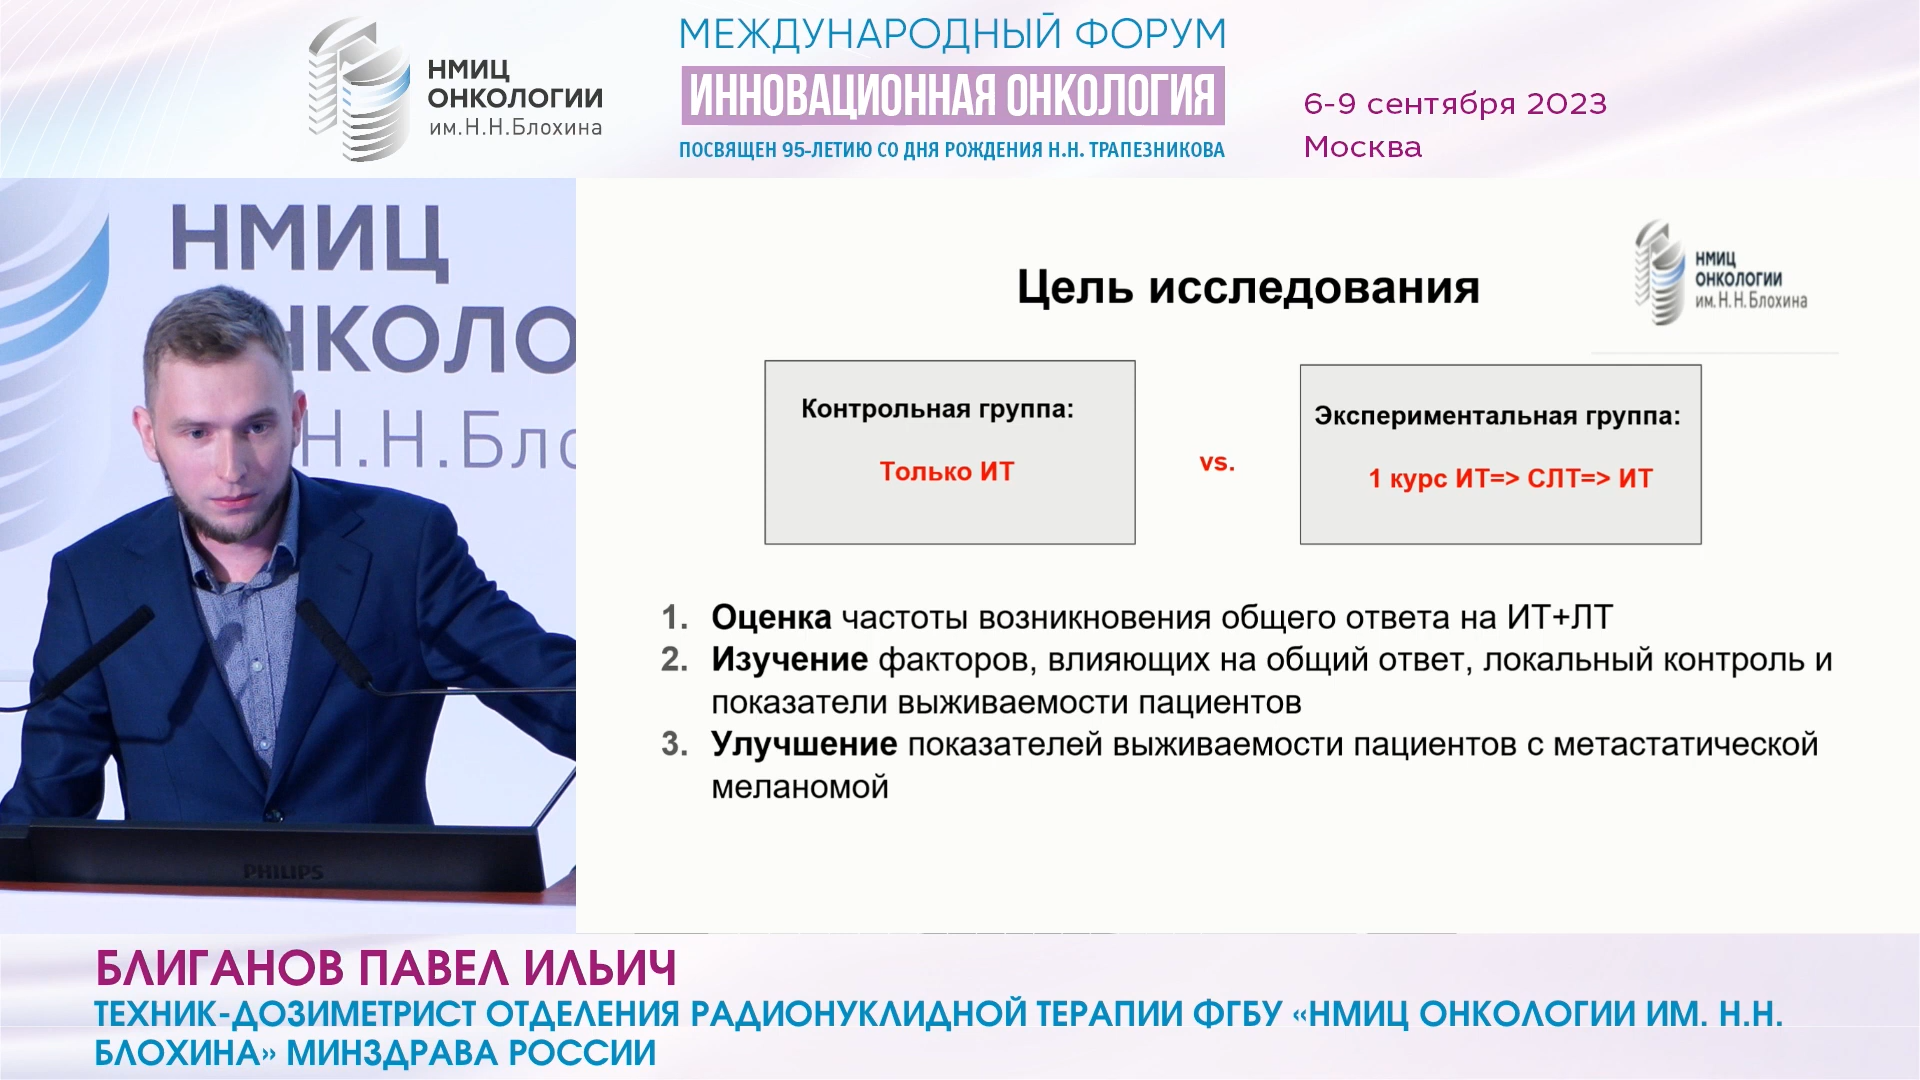 НМИЦ
ОНКОЛОГИИ
им.Н.Н.Блохина
МЕЖДУНАРОДНЫЙ ФОРУМ
ИННОВАЦИОННАЯ ОНКОЛОГИЯ
ПОСВЯЩЕН 95-ЛЕТИЮ СО ДНЯ РОЖДЕНИЯ Н.Н. ТРАПЕЗНИКОВА
6-9 сентября 2023
Москва
НМИЦ
НКОЛО
Н.Н.Бло
PHILIPS
НМИЦ
ОНКОЛОГИИ
им.Н.Н.Блохина
Цель исследования
Контрольная группа:
Только ИТ
vs.
Экспериментальная группа:
1 курс ИТ=> СЛТ=> ИТ
1. Оценка частоты возникновения общего ответа на ИТ+ЛТ
2. Изучение факторов, влияющих на общий ответ, локальный контроль и
показатели выживаемости пациентов
3. Улучшение показателей выживаемости пациентов с метастатической
меланомой
БЛИГАНОВ ПАВЕЛ ИЛЬИЧ
ТЕХНИК-ДОЗИМЕТРИСТ ОТДЕЛЕНИЯ РАДИОНУКЛИДНОЙ ТЕРАПИИ ФГБУ «НМИЦ ОНКОЛОГИИ ИМ. Н.Н.
БЛОХИНА» МИНЗДРАВА РОССИИ